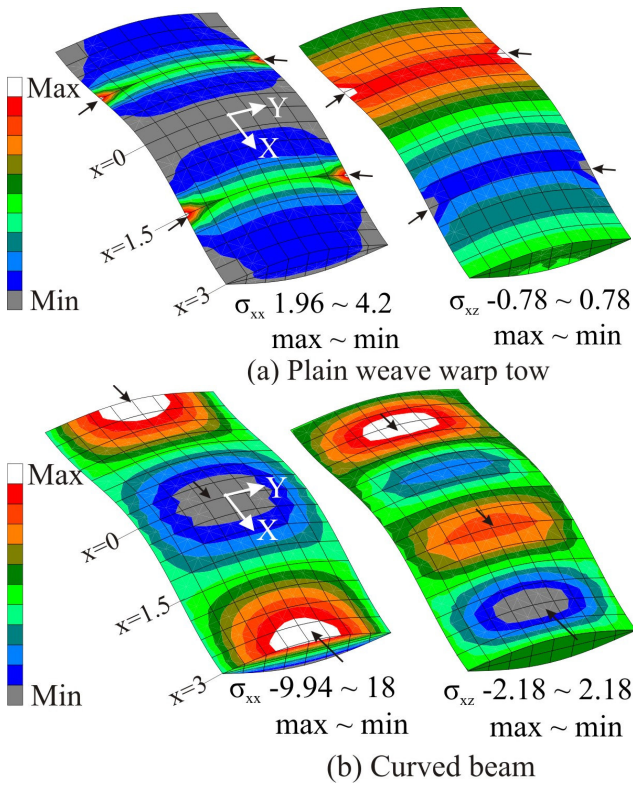 Max
Min
Y
X
x=0
x=1.5
x=3
σxx 1.96 ~ 4.2
max ~ min
σxz -0.78 ~ 0.78
max ~ min
(a) Plain weave warp tow
Max
Min
Y
X
x=0
x=1.5
x=3
σxx -9.94 ~ 18
max ~ min
σxz -2.18 ~ 2.18
max ~ min
(b) Curved beam